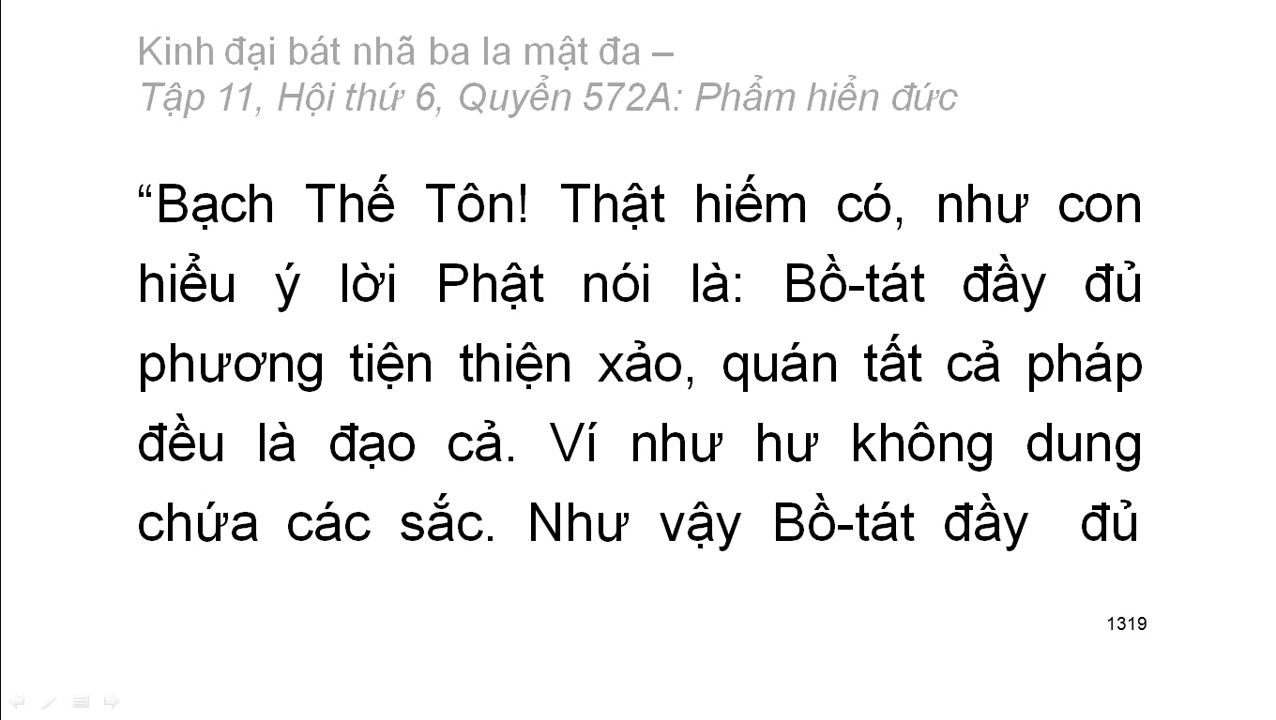 Kinh đại bát nhã ba la mật đa –
Tập 11, Hội thứ 6, Quyển 572A: Phẩm hiển đức
“Bạch Thế Tôn! Thật hiếm có, như con
hiểu ý lời Phật nói là: Bồ-tát đầy đủ
phương tiện thiện xảo, quán tất cả pháp
đều là đạo cả. Ví như hư không dung
chứa các sắc. Như vậy Bồ-tát đầy đủ
1319